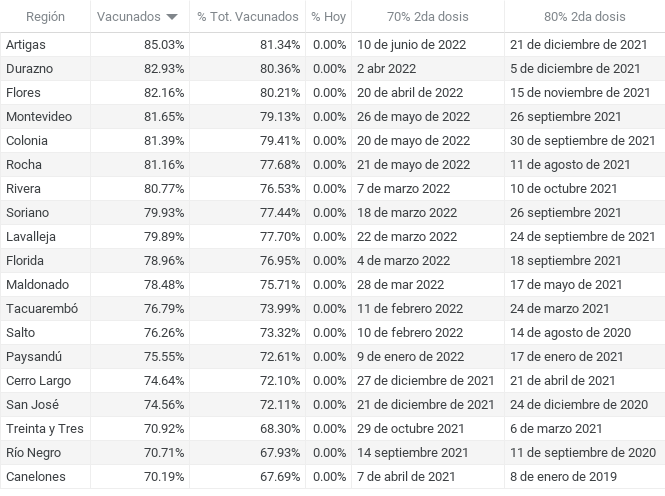 Región Vacunados % Tot. Vacunados % Hoy 70% 2da dosis 80% 2da dosis
Artigas 85.03% 81.34% 0.00% 10 de junio de 2022 21 de diciembre de 2021
Durazno 82.93% 80.36% 0.00% 2 abr 2022 5 de diciembre de 2021
Flores 82.16% 80.21% 0.00% 20 de abril de 2022 15 de noviembre de 2021
Montevideo 81.65% 79.13% 0.00% 26 de mayo de 2022 26 septiembre 2021
Colonia 81.39% 79.41% 0.00% 20 de mayo de 2022 30 de septiembre de 2021
Rocha 81.16% 77.68% 0.00% 21 de mayo de 2022 11 de agosto de 2021
Rivera 80.77% 76.53% 0.00% 7 de marzo 2022 10 de octubre 2021
Soriano 79.93% 77.44% 0.00% 18 de marzo 2022 26 septiembre 2021
Lavalleja 79.89% 77.70% 0.00% 22 de marzo 2022 24 de septiembre de 2021
Florida 78.96% 76.95% 0.00% 4 de marzo 2022 18 septiembre 2021
Maldonado 78.48% 75.71% 0.00% 28 de mar 2022 17 de mayo de 2021
Tacuarembó 76.79% 73.99% 0.00% 11 de febrero 2022 24 de marzo 2021
Salto 76.26% 73.32% 0.00% 10 de febrero 2022 14 de agosto de 2020
Paysandú 75.55% 72.61% 0.00% 9 de enero de 2022 17 de enero de 2021
Cerro Largo 74.64% 72.10% 0.00% 27 de diciembre de 2021 21 de abril de 2021
San José 74.56% 72.11% 0.00% 21 de diciembre de 2021 24 de diciembre de 2020
Treinta y Tres 70.92% 68.30% 0.00% 29 de octubre 2021 6 de marzo 2021
Río Negro 70.71% 67.93% 0.00% 14 septiembre 2021 11 de septiembre de 2020
Canelones 70.19% 67.69% 0.00% 7 de abril de 2021 8 de enero de 2019